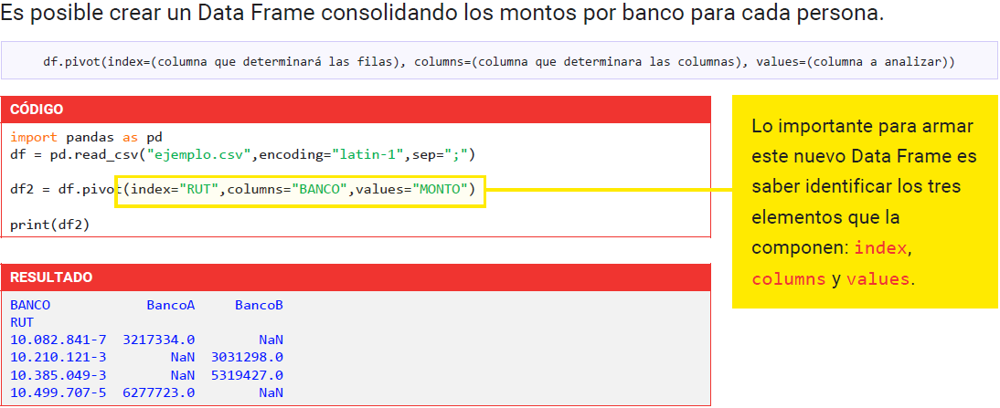 Es posible crear un Data Frame consolidando los montos por banco para cada persona.
df.pivot(index=(columna que determinará las filas), columns=(columna que determinara las columnas), values=(columna a analizar))
CÓDIGO
import pandas as pd
df = pd.read_csv("ejemplo.csv",encoding="latin-1",sep=";")
df2 = df.pivot(index="RUT",columns="BANCO",values="MONTO")
print(df2)
Lo importante para armar
este nuevo Data Frame es
saber identificar los tres
elementos que la
componen: index,
columns y values.
RESULTADO
BANCO BancoA BancoB
RUT
10.082.841-7 3217334.0 NaN
10.210.121-3 NaN 3031298.0
10.385.049-3 NaN 5319427.0
10.499.707-5 6277723.0 NaN